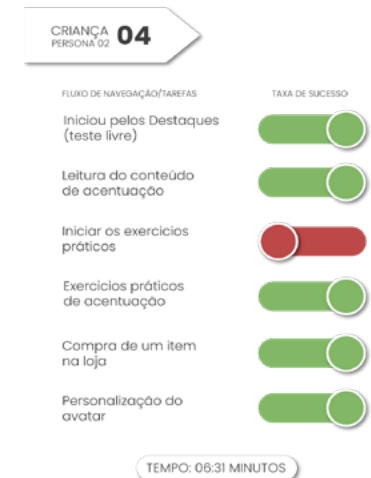 CRIANÇA 04
PERSONA 02
FLUXO DE NAVEGAÇÃO/TAREFAS TAXA DE SUCESSO
Iniciou pelos Destaques
(teste livre)
Leitura do conteúdo
de acentuação
Iniciar os exercicios
práticos
Exercicios práticos
de acentuação
Compra de um item
na loja
Personalização do
avatar
TEMPO: 06:31 MINUTOS